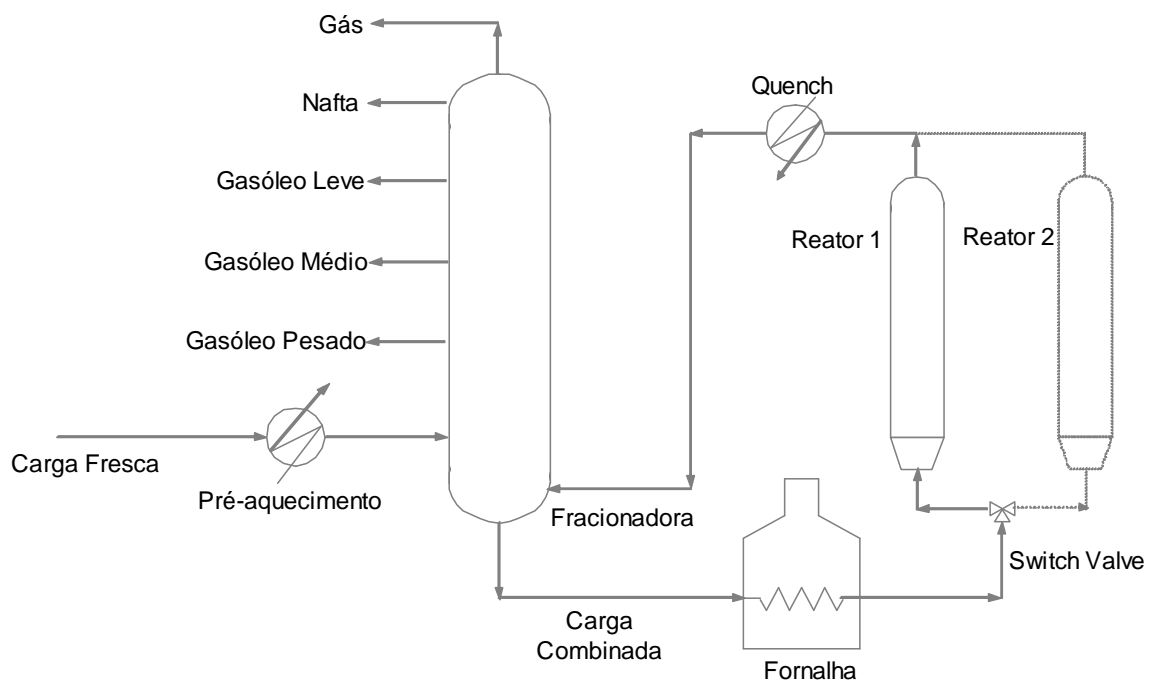 Gás
Nafta
Gasóleo Leve
Gasóleo Médio
Gasóleo Pesado
Carga Fresca
Pré-aquecimento
Quench
Reator 1
Reator 2
Fracionadora
Switch Valve
Carga
Combinada
Fornalha